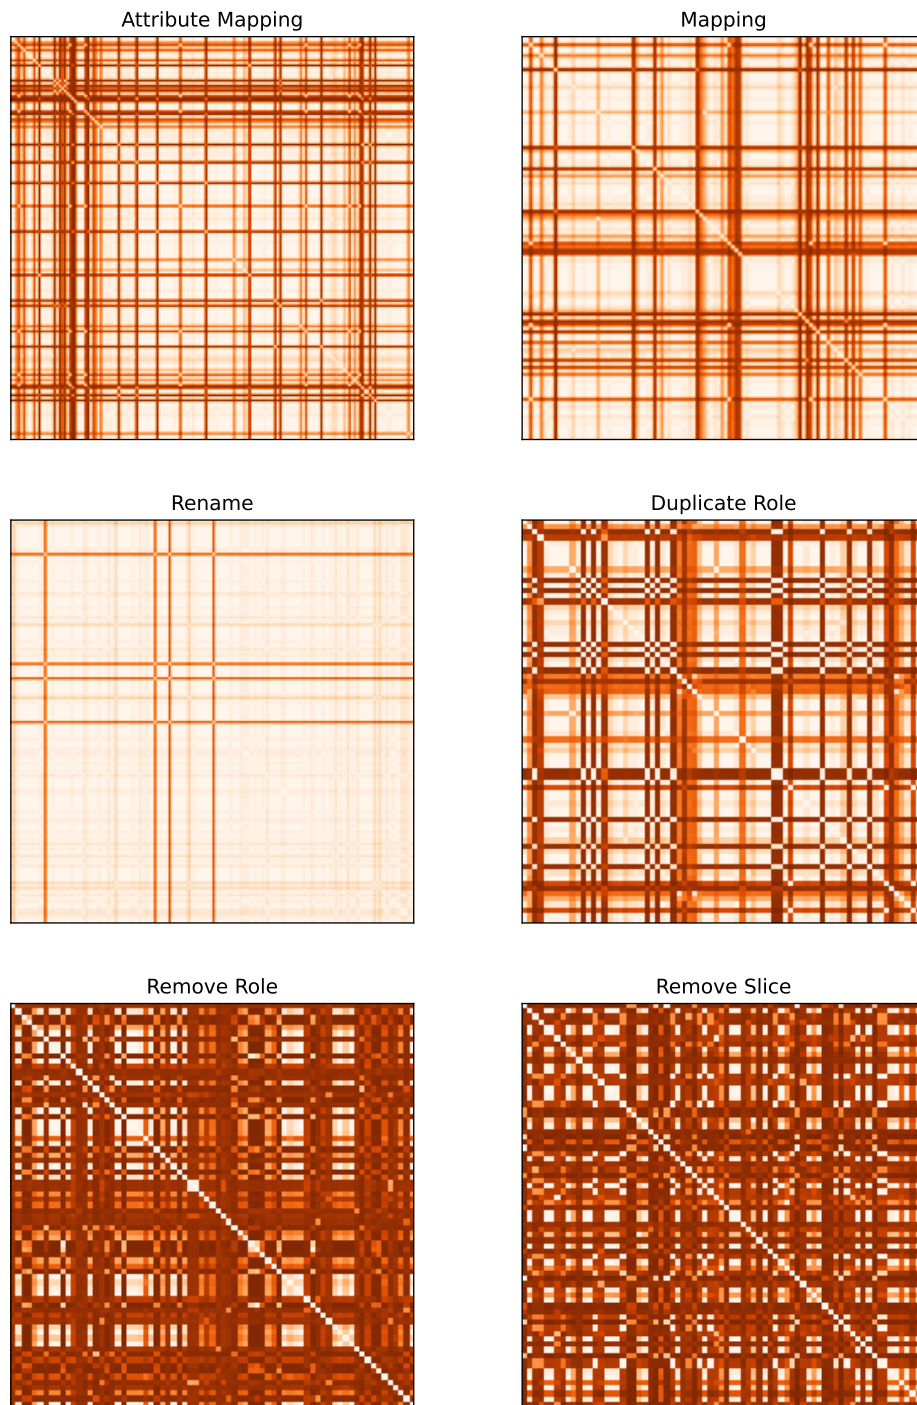 Attribute Mapping
Mapping
Rename
Duplicate Role
Remove Role
Remove Slice